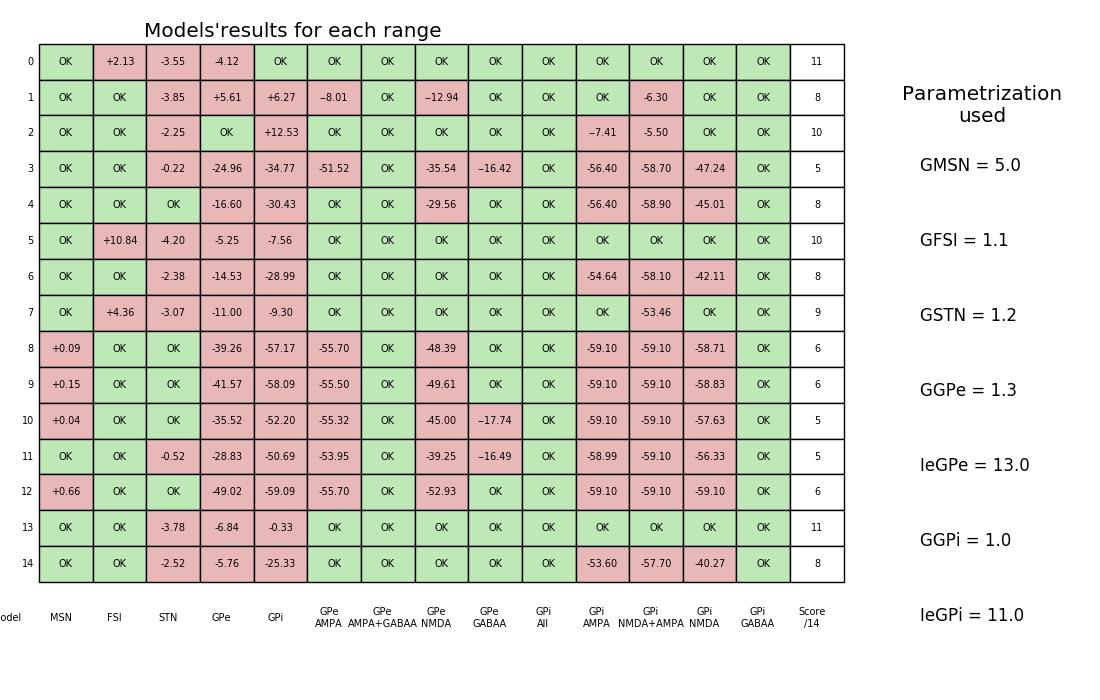 Models'results for each range
0 OK +2.13 -3.55 -4.12 OK OK OK OK OK OK OK OK OK OK 11
1 OK OK -3.85 +5.61 +6.27 --8.01 OK --12.94 OK OK OK -6.30 OK OK 8
2 OK OK -2.25 OK +12.53 OK OK OK OK OK --7.41 -5.50 OK OK 10
3 OK OK -0.22 -24.96 -34.77 -51.52 OK -35.54 --16.42 OK -56.40 -58.70 -47.24 OK 5
4 OK OK OK -16.60 -30.43 OK OK -29.56 OK OK -56.40 -58.90 -45.01 OK 8
5 OK +10.84 -4.20 -5.25 -7.56 OK OK OK OK OK OK OK OK OK 10
6 OK OK -2.38 -14.53 -28.99 OK OK OK OK OK -54.64 -58.10 -42.11 OK 8
7 OK +4.36 -3.07 -11.00 -9.30 OK OK OK OK OK OK -53.46 OK OK 9
8 +0.09 OK OK -39.26 -57.17 -55.70 OK -48.39 OK OK -59.10 -59.10 -58.71 OK 6
9 +0.15 OK OK -41.57 -58.09 -55.50 OK -49.61 OK OK -59.10 -59.10 -58.83 OK 6
10 +0.04 OK OK -35.52 -52.20 -55.32 OK -45.00 --17.74 OK -59.10 -59.10 -57.63 OK 5
11 OK OK -0.52 -28.83 -50.69 -53.95 OK -39.25 --16.49 OK -58.99 -59.10 -56.33 OK 5
12 +0.66 OK OK -49.02 -59.09 -55.70 OK -52.93 OK OK -59.10 -59.10 -59.10 OK 6
13 OK OK -3.78 -6.84 -0.33 OK OK OK OK OK OK OK OK OK 11
14 OK OK -2.52 -5.76 -25.33 OK OK OK OK OK -53.60 -57.70 -40.27 OK 8
odel MSN FSI STN GPe GPi GPe AMPA GPe AMPA+GABAA GPe NMDA GPe GABAA GPi All GPi AMPA GPi NMDA+AMPA GPi NMDA GPi GABAA Score /14
Parametrization
used
GMSN = 5.0
GFSI = 1.1
GSTN = 1.2
GGPe = 1.3
IeGPe = 13.0
GGPi = 1.0
IeGPi = 11.0